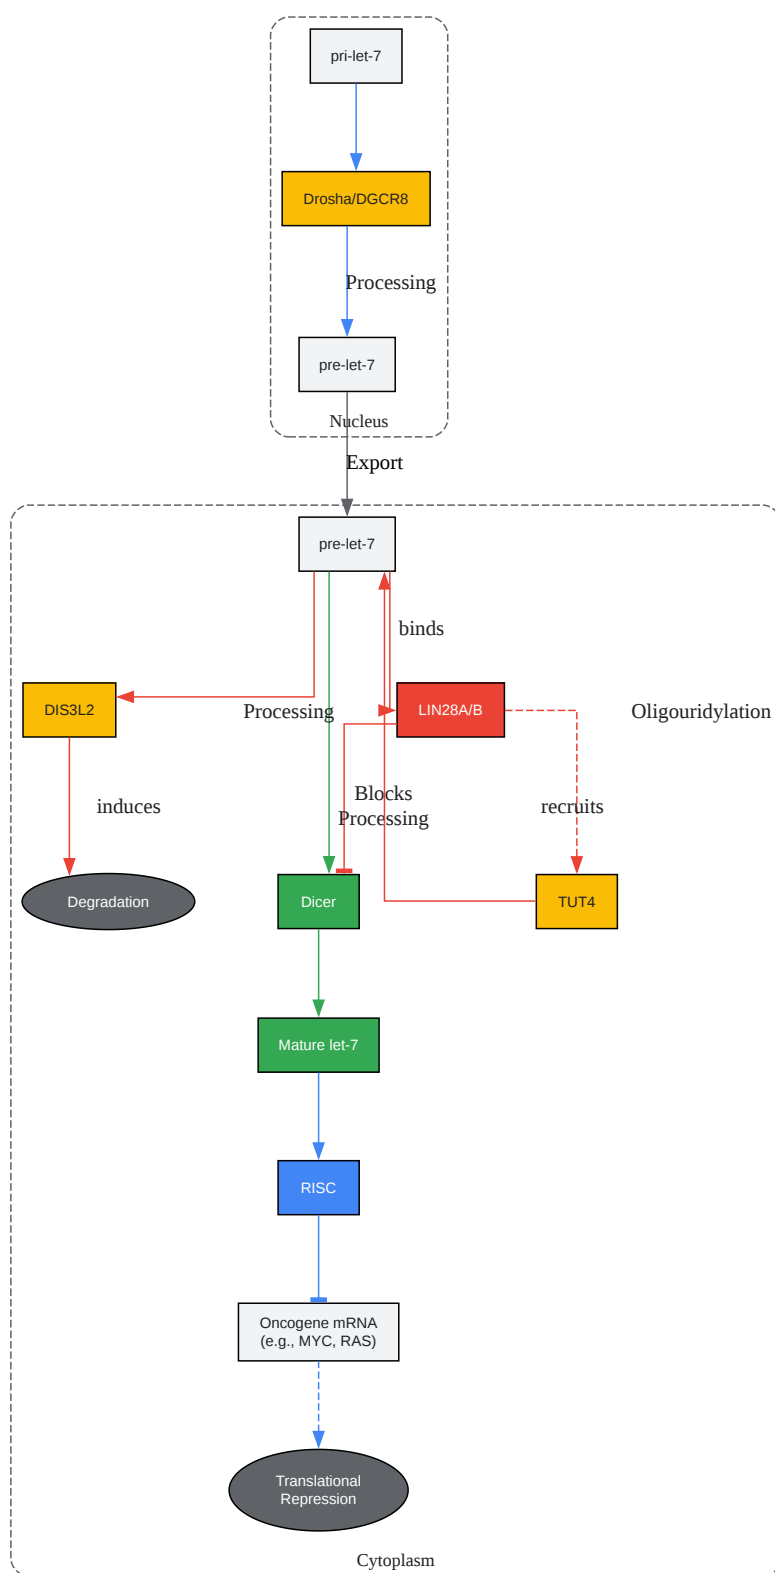 pri-let-7
Drosha/DGCR8
Processing
pre-let-7
Nucleus
Export
pre-let-7
binds
DIS3L2
Processing
LIN28A/B
Oligouridylation
induces
Blocks
Processing
recruits
Degradation
Dicer
TUT4
Mature let-7
RISC
Oncogene mRNA
(e.g., MYC, RAS)
Translational
Repression
Cytoplasm